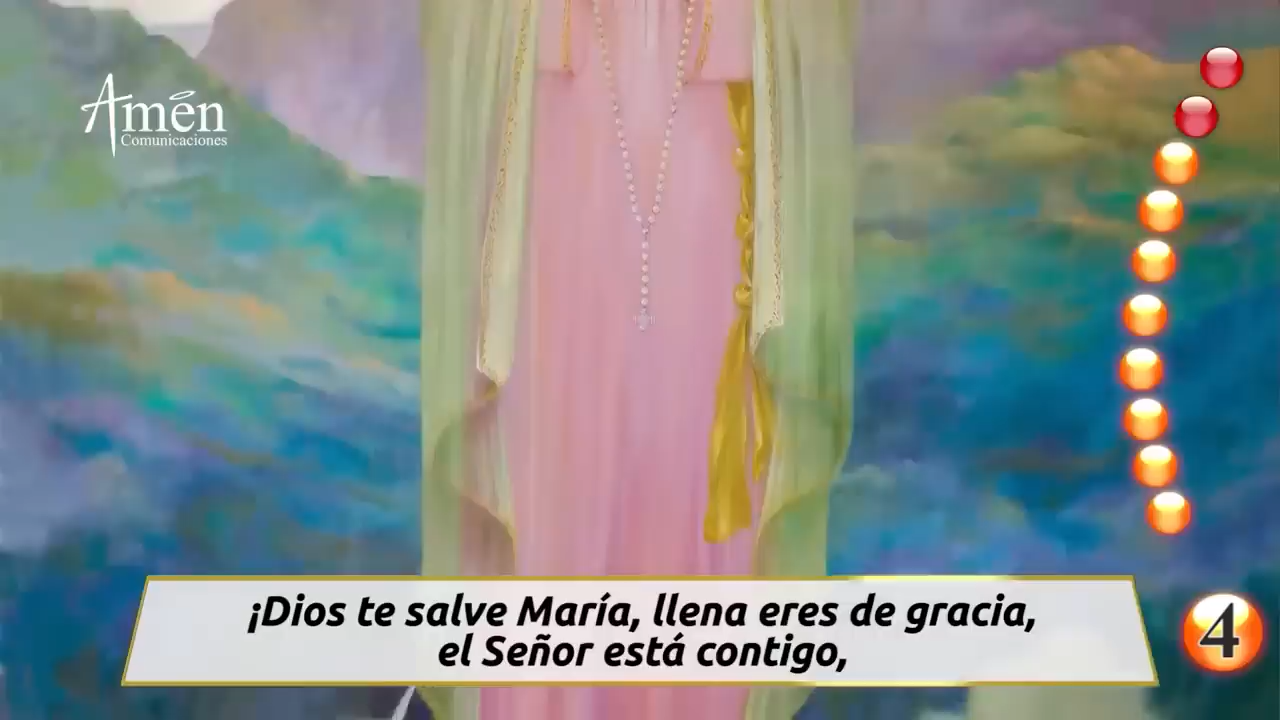 Amén
Comunicaciones
¡Dios te salve María, llena eres de gracia,
el Señor está contigo,
4